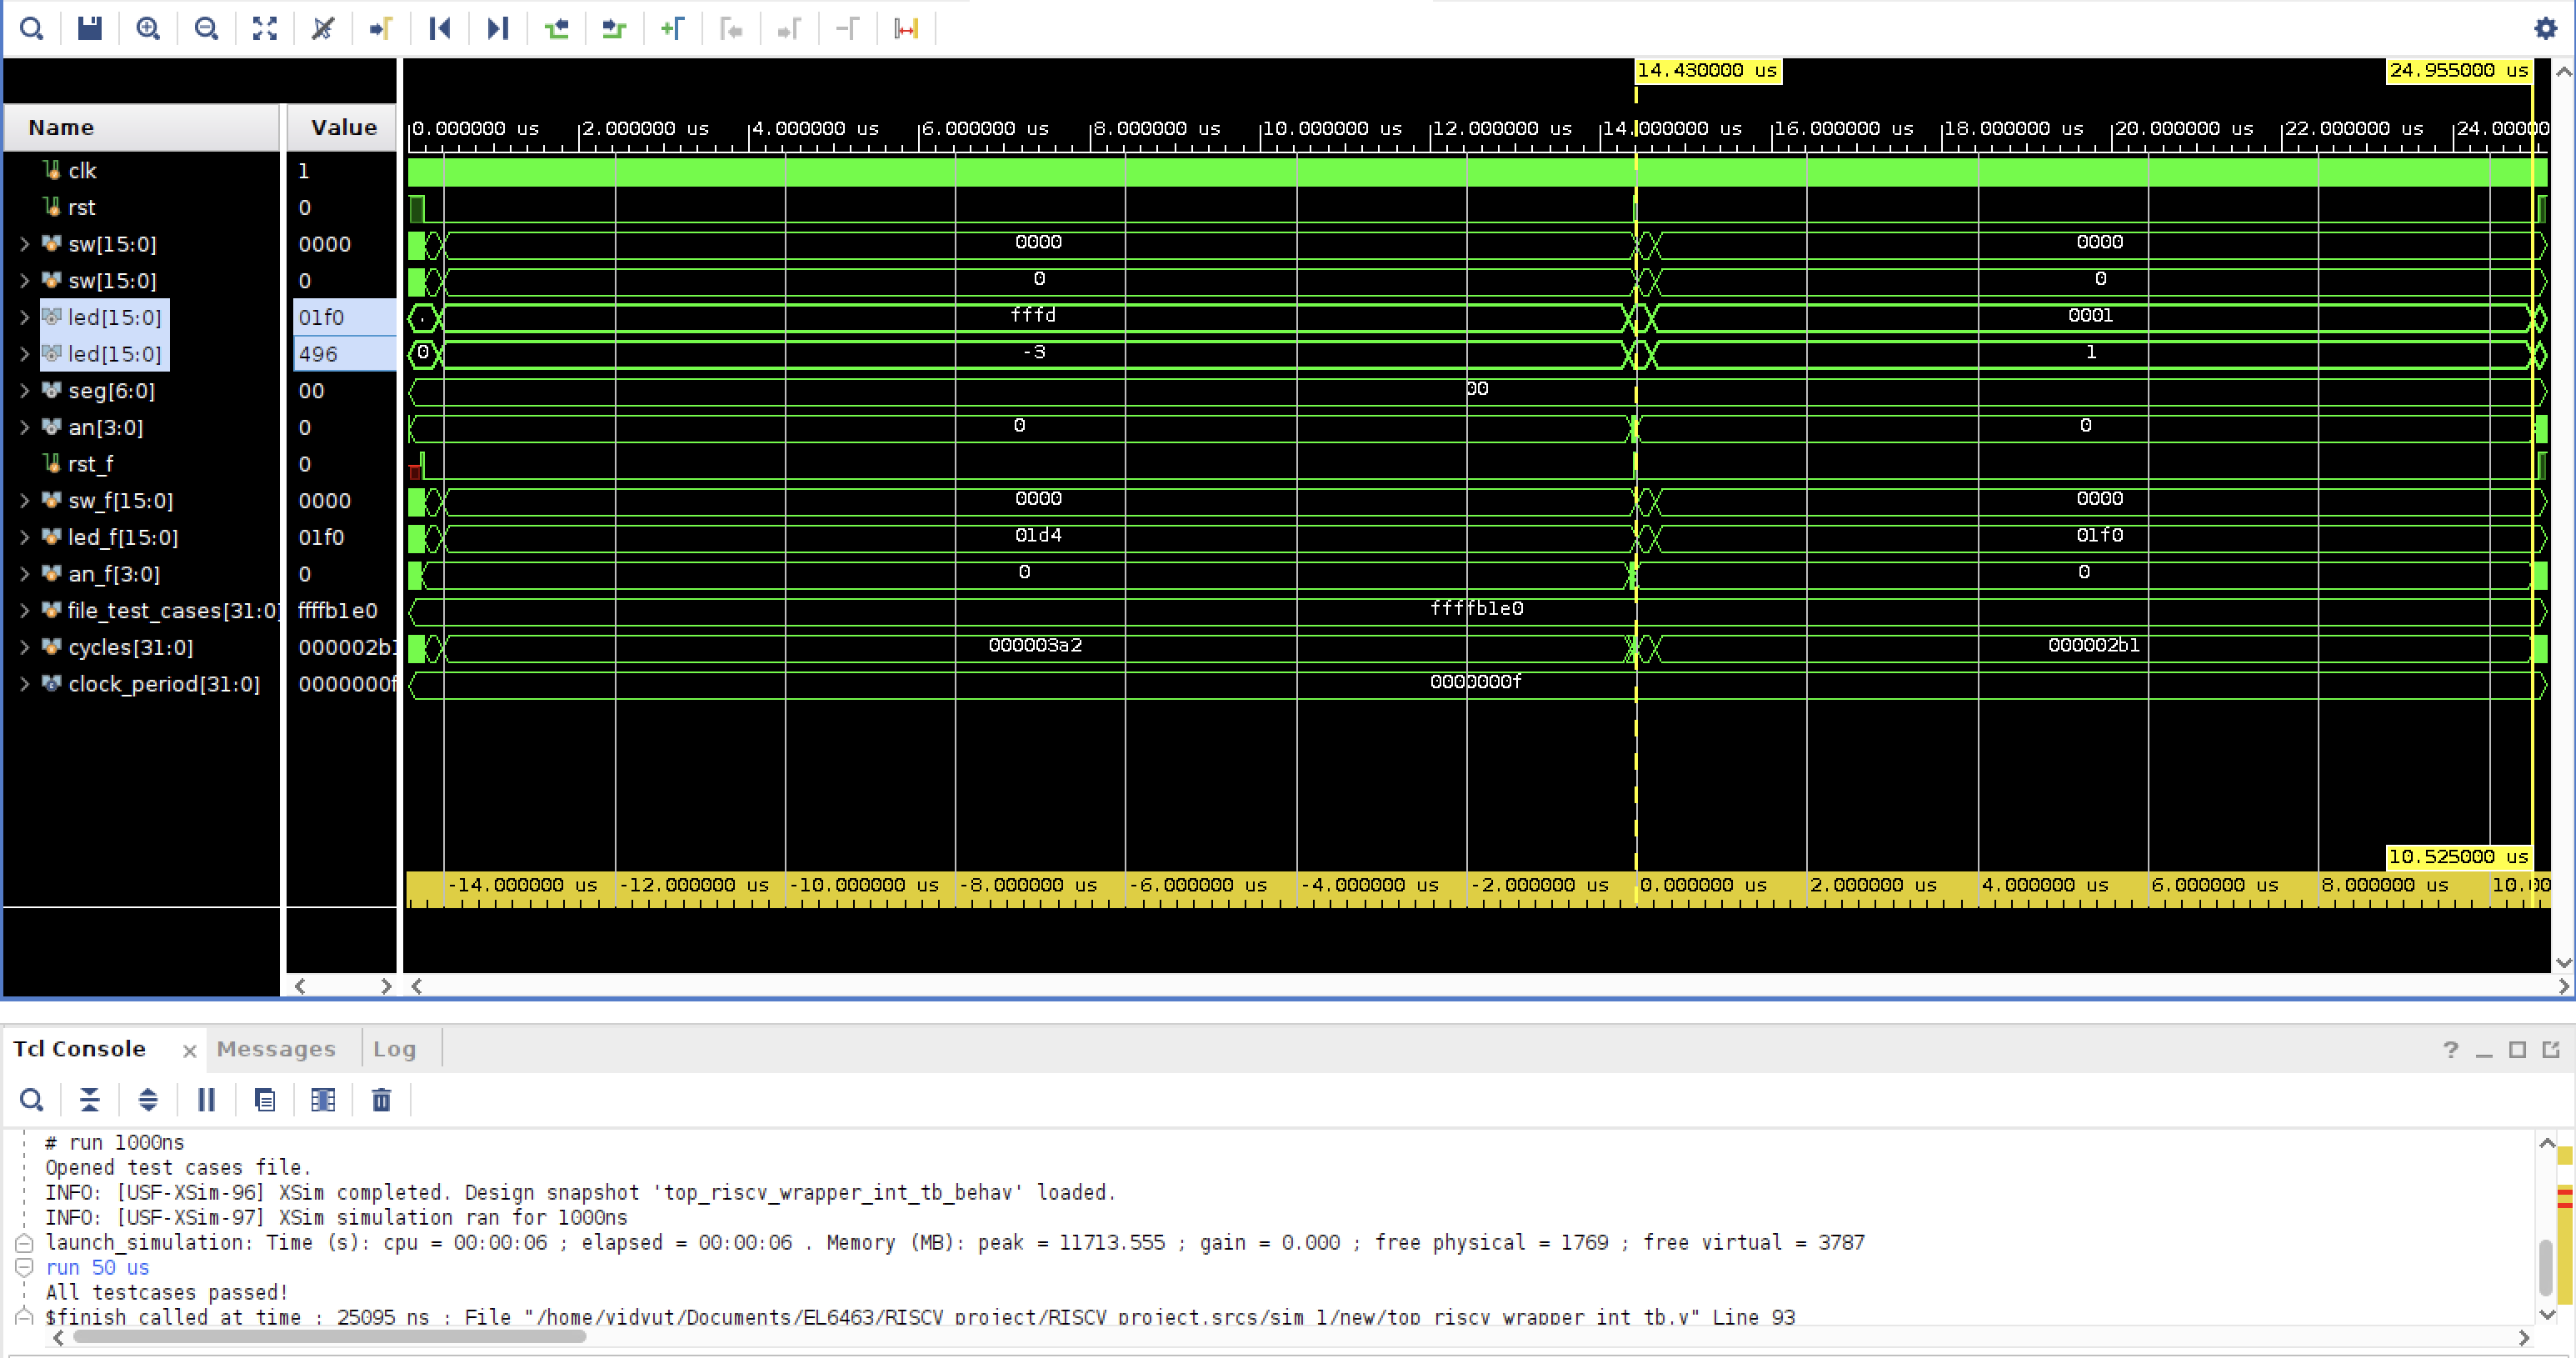 14.430000 us 24.955000 us
Name Value 0.000000 us 2.000000 us 4.000000 us 6.000000 us 8.000000 us 10.000000 us 12.000000 us 14.000000 us 16.000000 us 18.000000 us 20.000000 us 22.000000 us 24.00000
clk 1
rst 0
sw[15:0] 0000 0000 0000
sw[15:0] 0 0 0
led[15:0] 01f0 . fffd 0001
led[15:0] 496 0 -3 1
seg[6:0] 00 00
an[3:0] 0 0 0
rst_f 0
sw_f[15:0] 0000 0000 0000
led_f[15:0] 01f0 01d4 01f0
an_f[3:0] 0 0 0
file_test_cases[31:0] ffffb1e0 ffffb1e0
cycles[31:0] 000002b1 000003a2 000002b1
clock_period[31:0] 0000000f 0000000f
10.525000 us
-14.000000 us -12.000000 us -10.000000 us -8.000000 us -6.000000 us -4.000000 us -2.000000 us 0.000000 us 2.000000 us 4.000000 us 6.000000 us 8.000000 us 10.00
Tcl Console Messages Log
# run 1000ns
Opened test cases file.
INFO: [USF-XSim-96] XSim completed. Design snapshot 'top_riscv_wrapper_int_tb_behav' loaded.
INFO: [USF-XSim-97] XSim simulation ran for 1000ns
launch_simulation: Time (s): cpu = 00:00:06 ; elapsed = 00:00:06 . Memory (MB): peak = 11713.555 ; gain = 0.000 ; free physical = 1769 ; free virtual = 3787
run 50 us
All testcases passed!
$finish called at time : 25095 ns : File "/home/vidvut/Documents/EL6463/RISCV_project/RISCV_project.srcs/sim_1/new/top_riscv_wrapper_int_tb.v" Line 93